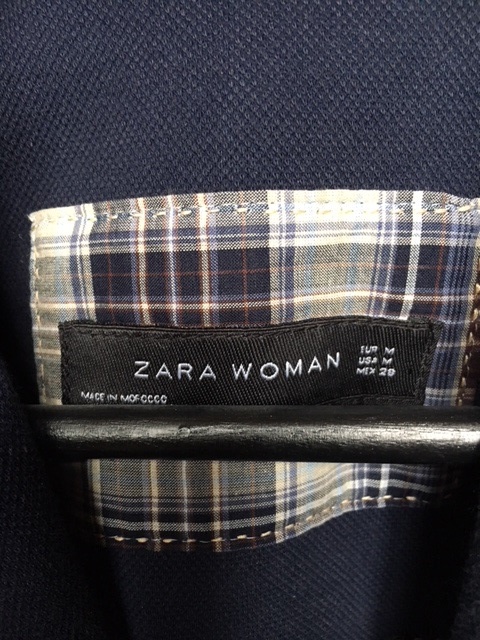 ZARA WOMAN
EUR M
USA M
MEX 28
MADE IN MOROCCO